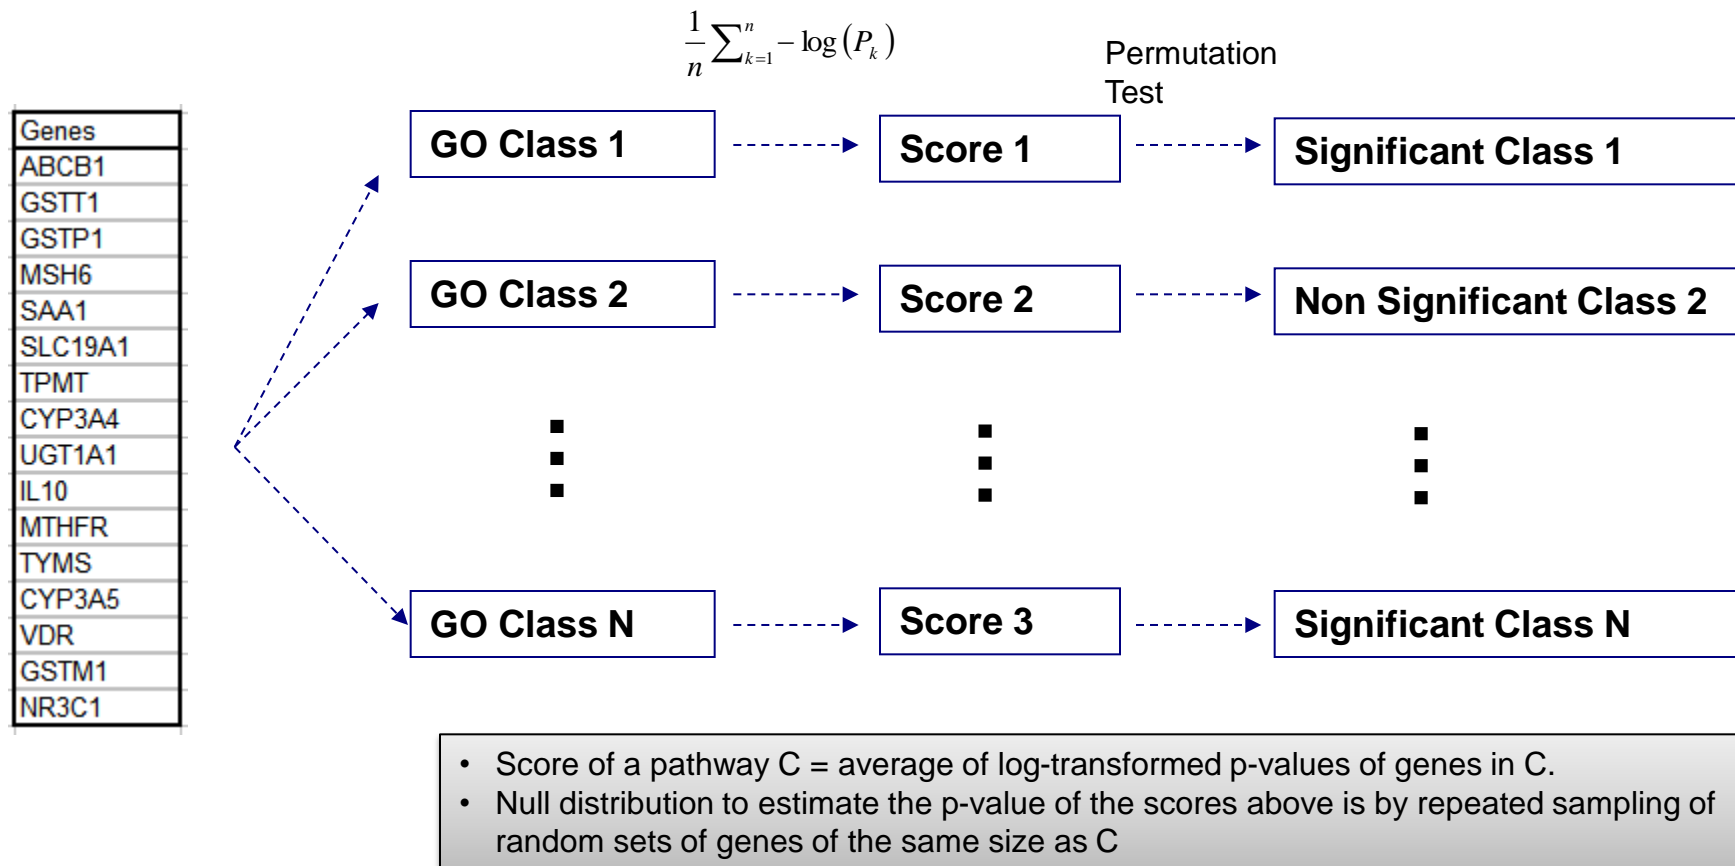 1/n ∑_{k=1}^{n} − log (P_k)
Permutation
Test
Genes
ABCB1
GSTT1
GSTP1
MSH6
SAA1
SLC19A1
TPMT
CYP3A4
UGT1A1
IL10
MTHFR
TYMS
CYP3A5
VDR
GSTM1
NR3C1
GO Class 1
Score 1
Significant Class 1
GO Class 2
Score 2
Non Significant Class 2
GO Class N
Score 3
Significant Class N
• Score of a pathway C = average of log-transformed p-values of genes in C.
• Null distribution to estimate the p-value of the scores above is by repeated sampling of
random sets of genes of the same size as C